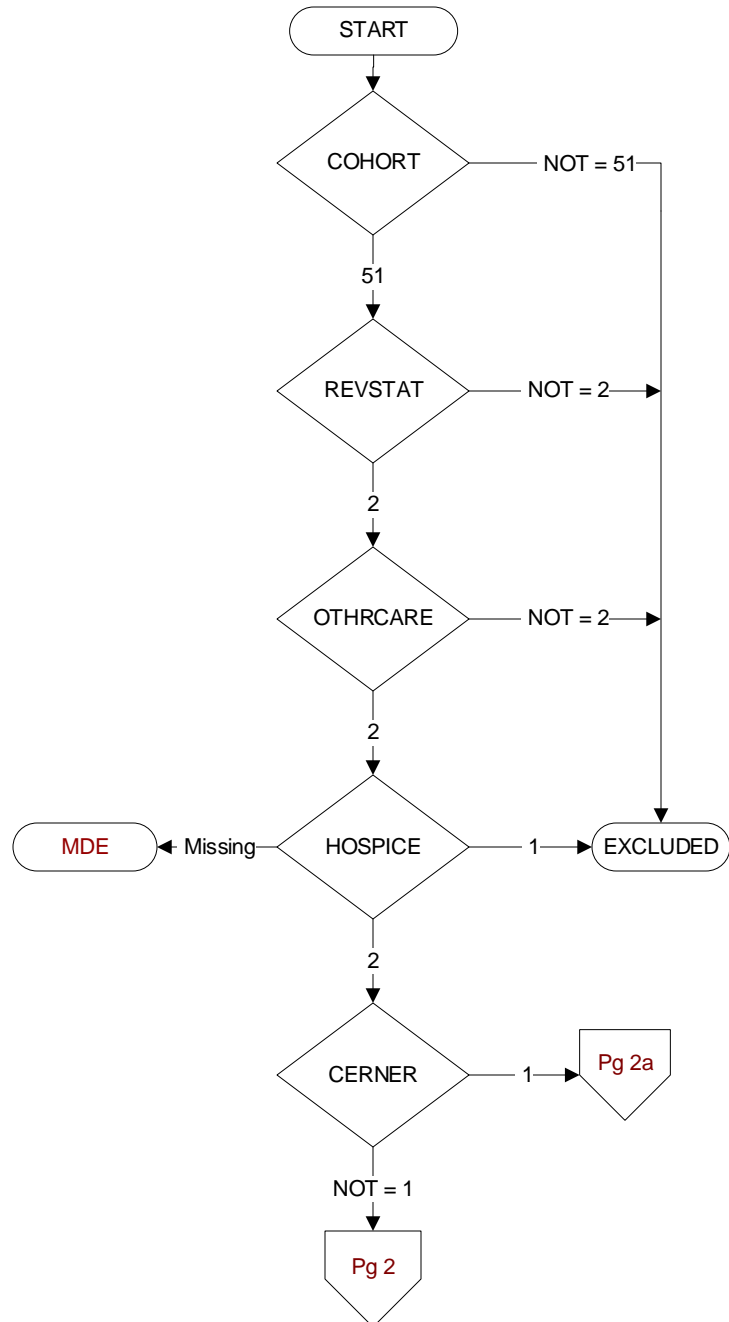 START
COHORT
NOT = 51
51
REVSTAT
NOT = 2
2
OTHRCARE
NOT = 2
2
MDE
Missing
HOSPICE
1
EXCLUDED
2
CERNER
1
Pg 2a
NOT = 1
Pg 2